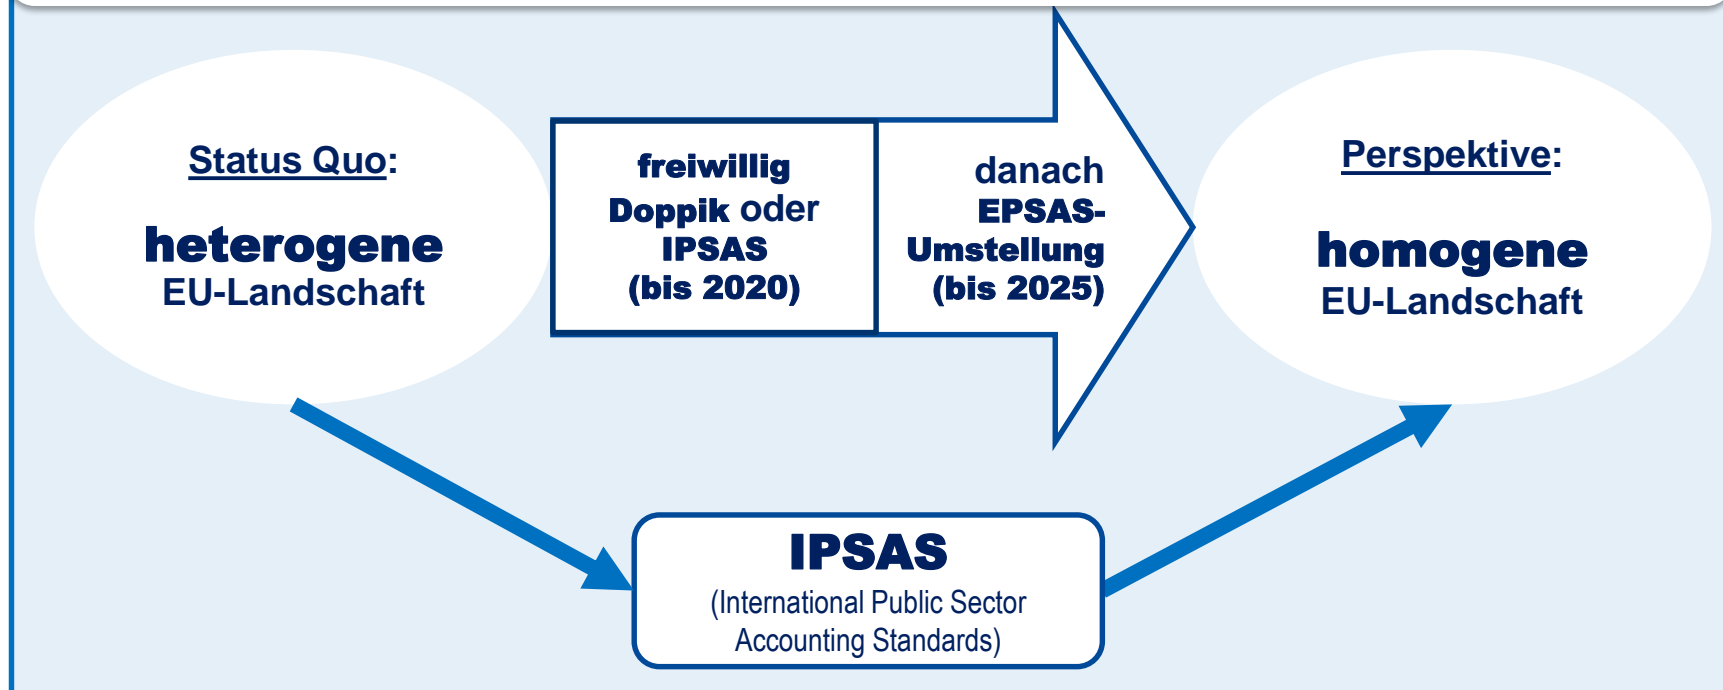 Status Quo:
heterogene
EU-Landschaft
freiwillig
Doppik oder
IPSAS
(bis 2020)
danach
EPSAS-
Umstellung
(bis 2025)
Perspektive:
homogene
EU-Landschaft
IPSAS
(International Public Sector
Accounting Standards)